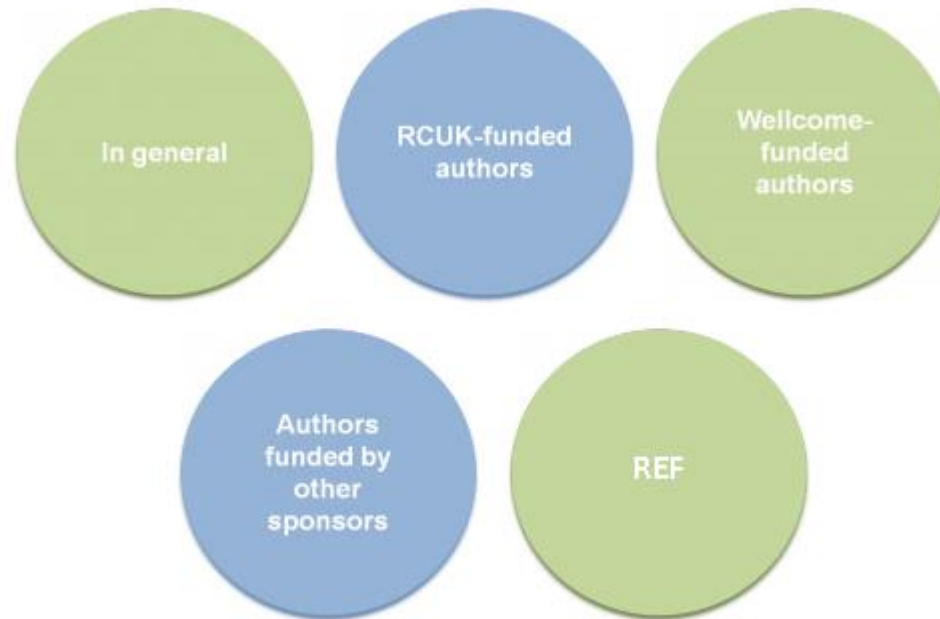 In general
RCUK-funded
authors
Wellcome-
funded
authors
Authors
funded by
other
sponsors
REF